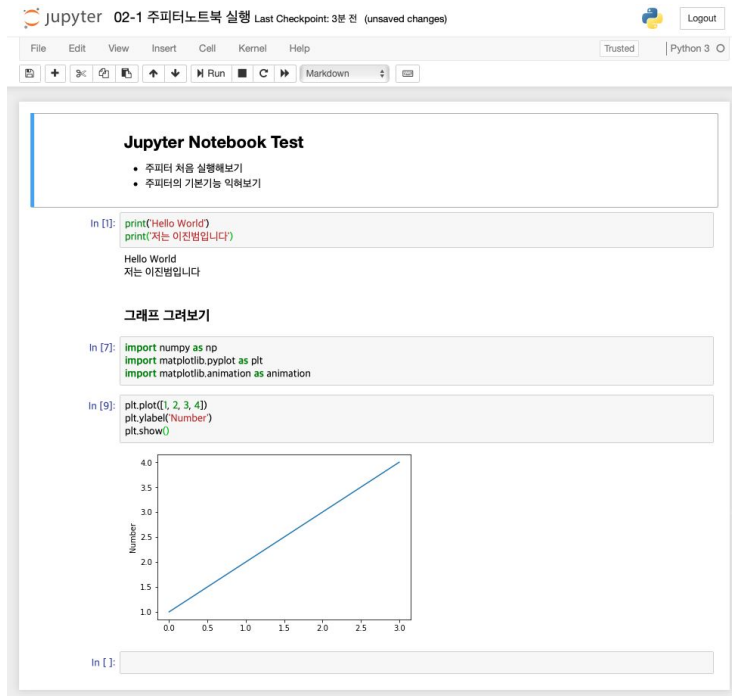 jupyter 02-1 주피터노트북 실행 Last Checkpoint: 3분 전 (unsaved changes) Logout
File Edit View Insert Cell Kernel Help Trusted Python 3
Run Markdown
Jupyter Notebook Test
주피터 처음 실행해보기
주피터의 기본기능 익혀보기
In [1]: print('Hello World')
print('저는 이진범입니다')
Hello World
저는 이진범입니다
그래프 그려보기
In [7]: import numpy as np
import matplotlib.pyplot as plt
import matplotlib.animation as animation
In [9]: plt.plot([1, 2, 3, 4])
plt.ylabel('Number')
plt.show()
4.0
3.5
3.0
2.5
2.0
1.5
1.0
Number
0.0 0.5 1.0 1.5 2.0 2.5 3.0
In [ ]: